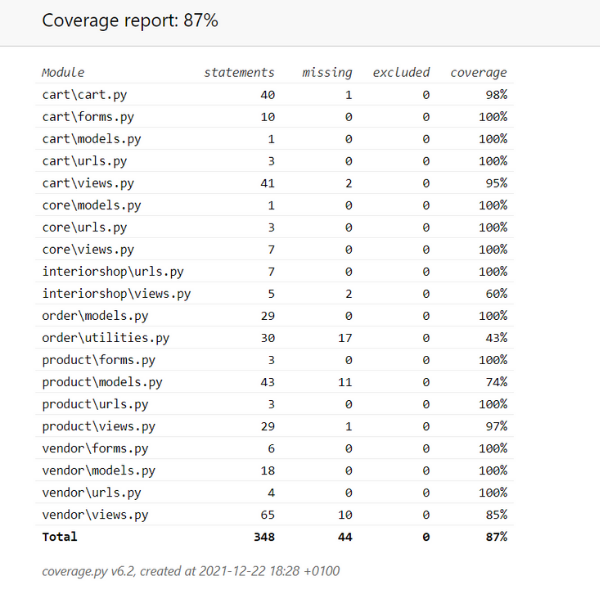 Coverage report: 87%
Module statements missing excluded coverage
cart\cart.py 40 1 0 98%
cart\forms.py 10 0 0 100%
cart\models.py 1 0 0 100%
cart\urls.py 3 0 0 100%
cart\views.py 41 2 0 95%
core\models.py 1 0 0 100%
core\urls.py 3 0 0 100%
core\views.py 7 0 0 100%
interiorshop\urls.py 7 0 0 100%
interiorshop\views.py 5 2 0 60%
order\models.py 29 0 0 100%
order\utilities.py 30 17 0 43%
product\forms.py 3 0 0 100%
product\models.py 43 11 0 74%
product\urls.py 3 0 0 100%
product\views.py 29 1 0 97%
vendor\forms.py 6 0 0 100%
vendor\models.py 18 0 0 100%
vendor\urls.py 4 0 0 100%
vendor\views.py 65 10 0 85%
Total 348 44 0 87%
coverage.py v6.2, created at 2021-12-22 18:28 +0100